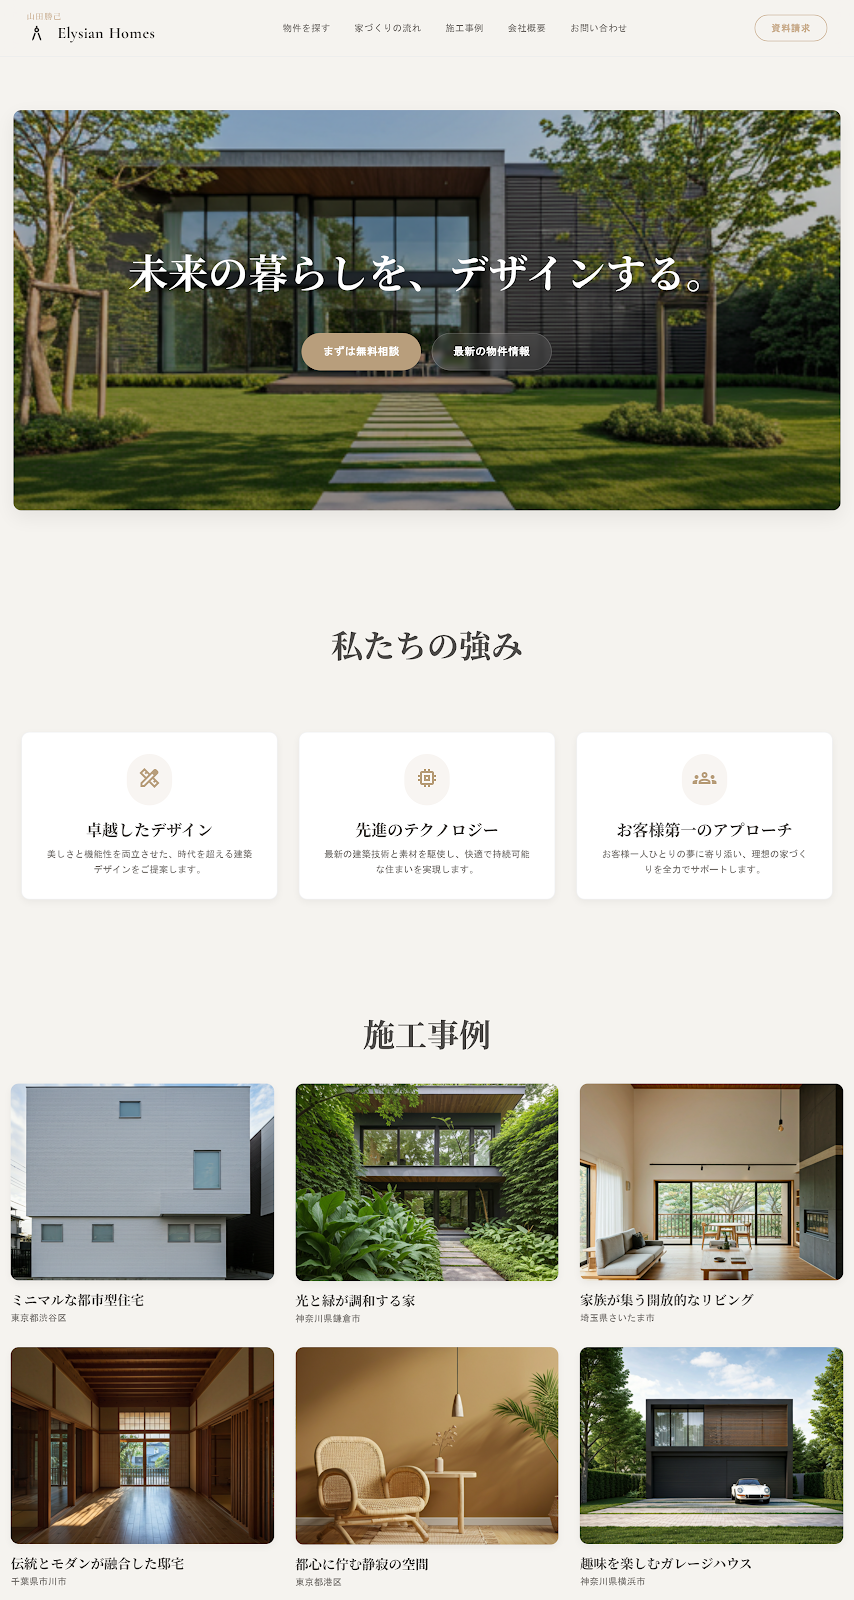 山田勝己
Elysian Homes
物件を探す
家づくりの流れ
施工事例
会社概要
お問い合わせ
資料請求
未来の暮らしを、デザインする。
まずは無料相談
最新の物件情報
私たちの強み
卓越したデザイン
美しさと機能性を両立させた、時代を超える建築
デザインをご提案します。
先進のテクノロジー
最新の建築技術と素材を駆使し、快適で持続可能
な住まいを実現します。
お客様第一のアプローチ
お客様一人ひとりの夢に寄り添い、理想の家づく
りを全力でサポートします。
施工事例
ミニマルな都市型住宅
東京都渋谷区
光と緑が調和する家
神奈川県鎌倉市
家族が集う開放的なリビング
埼玉県さいたま市
伝統とモダンが融合した邸宅
千葉県市川市
都心に佇む静寂の空間
東京都港区
趣味を楽しむガレージハウス
神奈川県横浜市